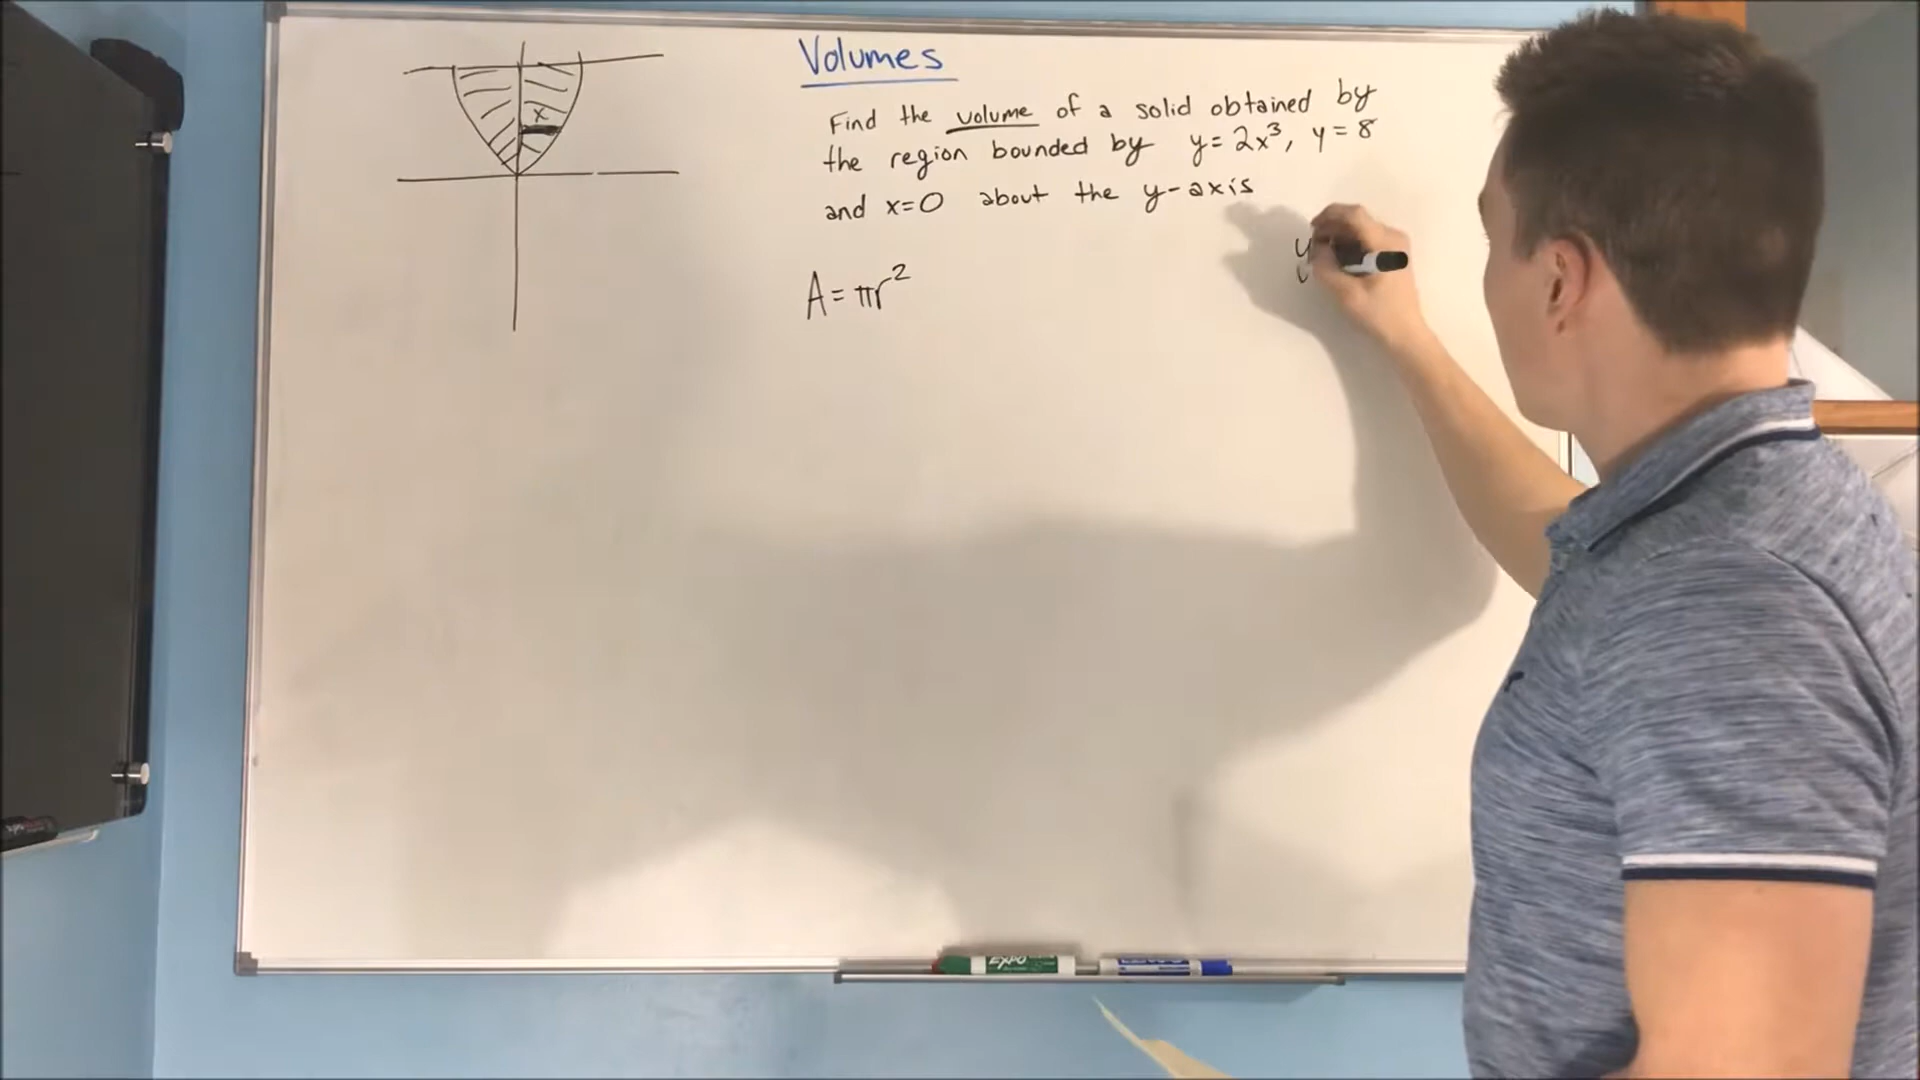 Volumes
x
Find the volume of a solid obtained by
the region bounded by y=2x³, y=8
and x=0 about the y-axis
y
A=πr²
EXPO